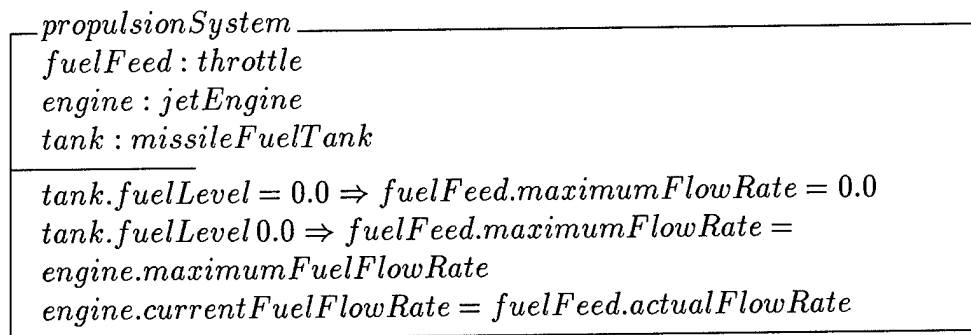 propulsionSystem
fuelFeed : throttle
engine : jetEngine
tank : missileFuelTank
tank.fuelLevel = 0.0 ⇒ fuelFeed.maximumFlowRate = 0.0
tank.fuelLevel 0.0 ⇒ fuelFeed.maximumFlowRate =
engine.maximumFuelFlowRate
engine.currentFuelFlowRate = fuelFeed.actualFlowRate